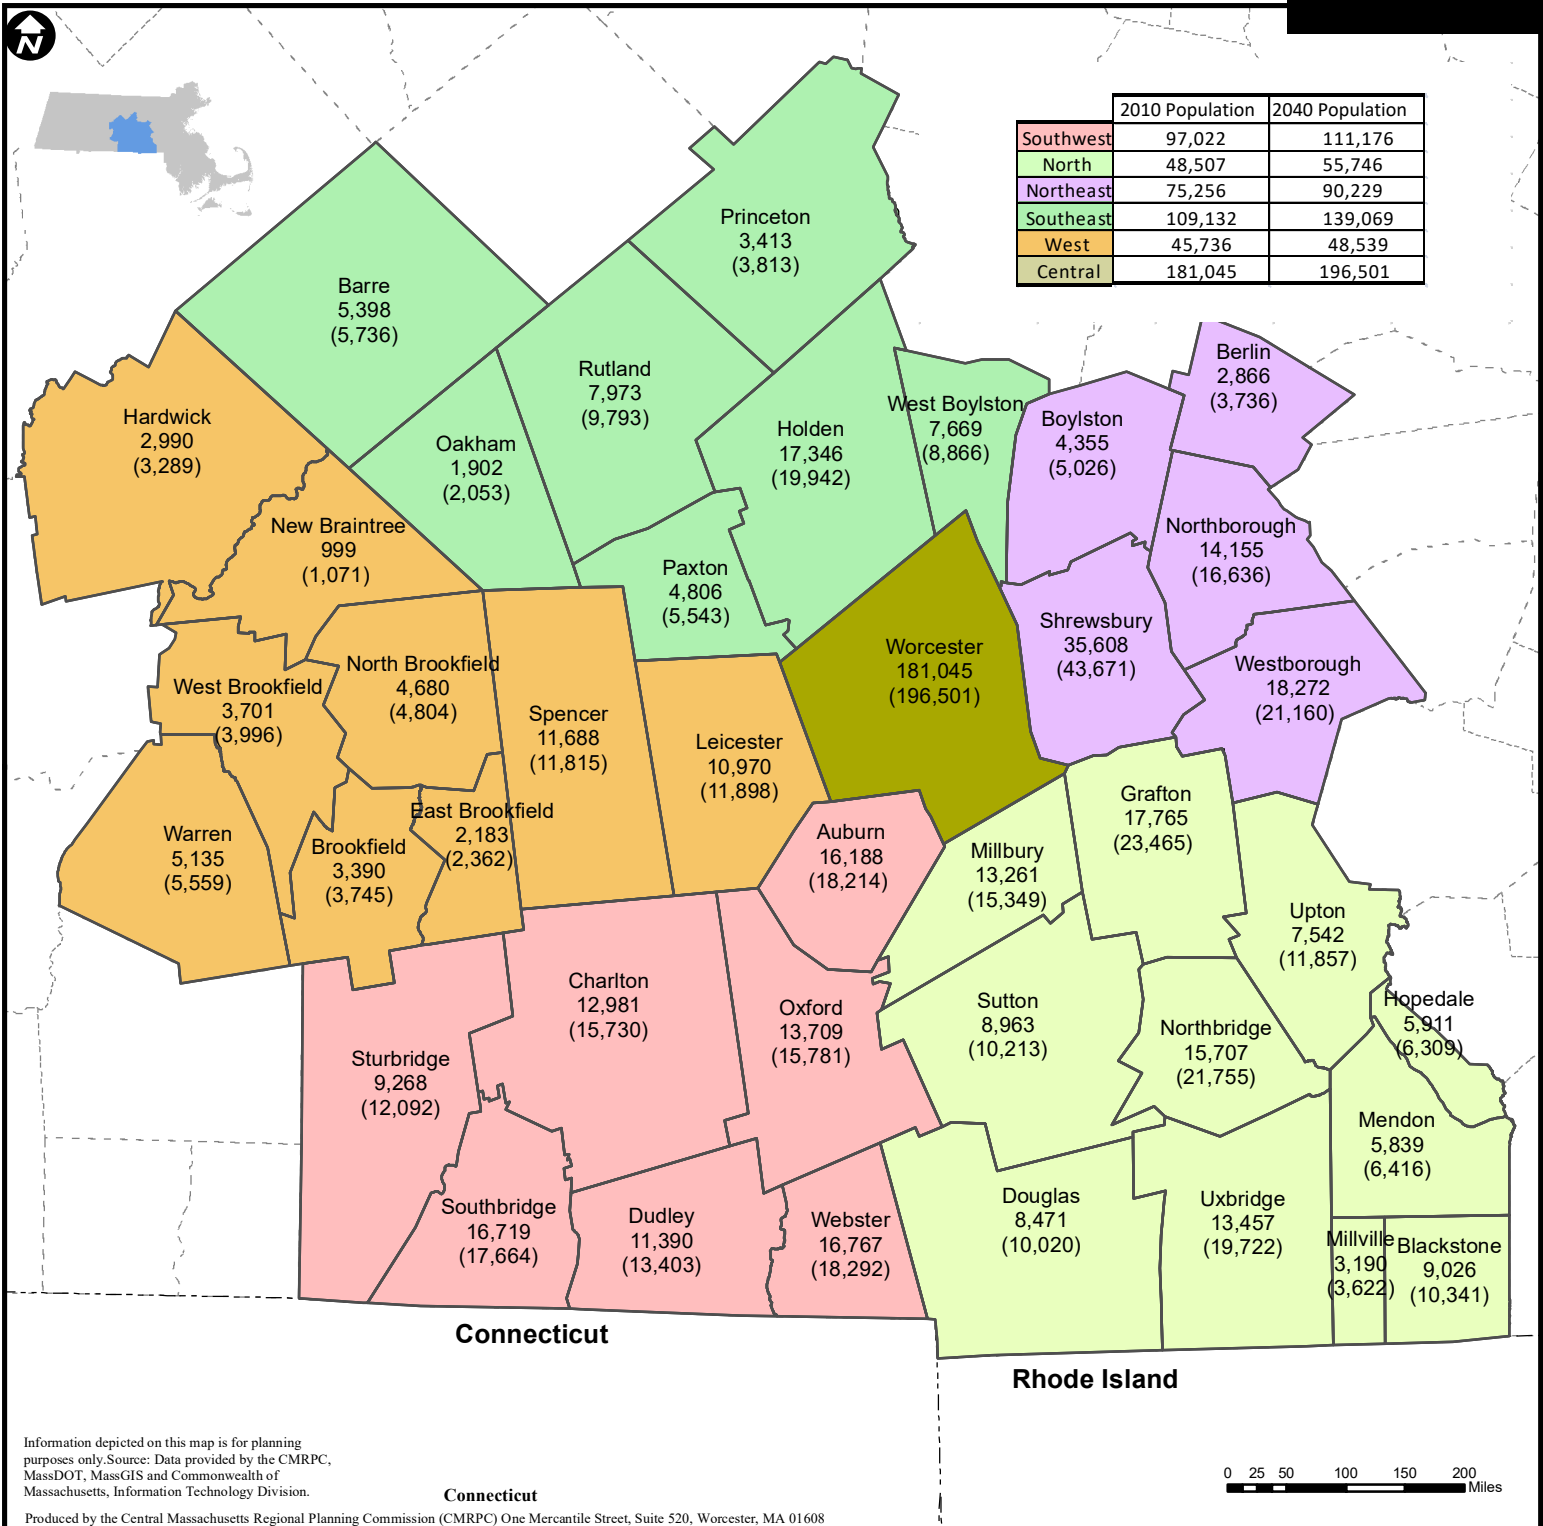 N
2010 Population 2040 Population
Southwest 97,022 111,176
North 48,507 55,746
Northeast 75,256 90,229
Southeast 109,132 139,069
West 45,736 48,539
Central 181,045 196,501
Princeton
3,413
(3,813)
Barre
5,398
(5,736)
Rutland
7,973
(9,793)
Berlin
2,866
(3,736)
Hardwick
2,990
(3,289)
Oakham
1,902
(2,053)
Holden
17,346
(19,942)
West Boylston
7,669
(8,866)
Boylston
4,355
(5,026)
New Braintree
999
(1,071)
Northborough
14,155
(16,636)
Paxton
4,806
(5,543)
Worcester
181,045
(196,501)
Shrewsbury
35,608
(43,671)
Westborough
18,272
(21,160)
West Brookfield
3,701
(3,996)
North Brookfield
4,680
(4,804)
Spencer
11,688
(11,815)
Leicester
10,970
(11,898)
Grafton
17,765
(23,465)
Warren
5,135
(5,559)
Brookfield
3,390
(3,745)
East Brookfield
2,183
(2,362)
Auburn
16,188
(18,214)
Millbury
13,261
(15,349)
Upton
7,542
(11,857)
Charlton
12,981
(15,730)
Oxford
13,709
(15,781)
Sutton
8,963
(10,213)
Northbridge
15,707
(21,755)
Hopedale
5,911
(6,309)
Sturbridge
9,268
(12,092)
Mendon
5,839
(6,416)
Southbridge
16,719
(17,664)
Dudley
11,390
(13,403)
Webster
16,767
(18,292)
Douglas
8,471
(10,020)
Uxbridge
13,457
(19,722)
Millville
3,190
(3,622)
Blackstone
9,026
(10,341)
Connecticut
Rhode Island
Information depicted on this map is for planning
purposes only.Source: Data provided by the CMRPC,
MassDOT, MassGIS and Commonwealth of
Massachusetts, Information Technology Division.
Connecticut
0 25 50 100 150 200
Miles
Produced by the Central Massachusetts Regional Planning Commission (CMRPC) One Mercantile Street, Suite 520, Worcester, MA 01608